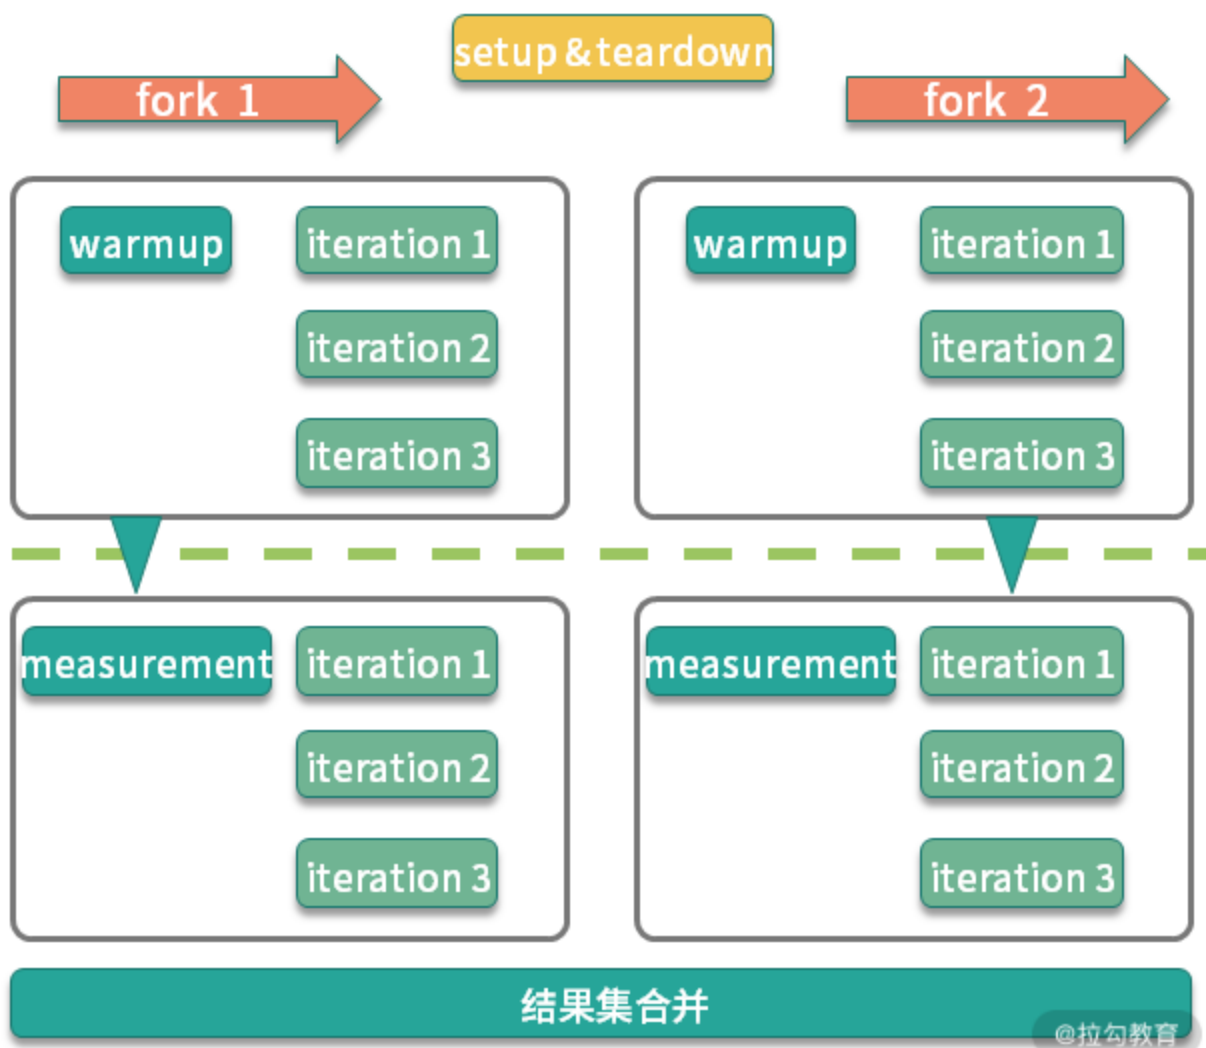 setup & teardown
fork 1
fork 2
warmup
iteration 1
iteration 2
iteration 3
warmup
iteration 1
iteration 2
iteration 3
measurement
iteration 1
iteration 2
iteration 3
measurement
iteration 1
iteration 2
iteration 3
结果集合并
@拉勾教育